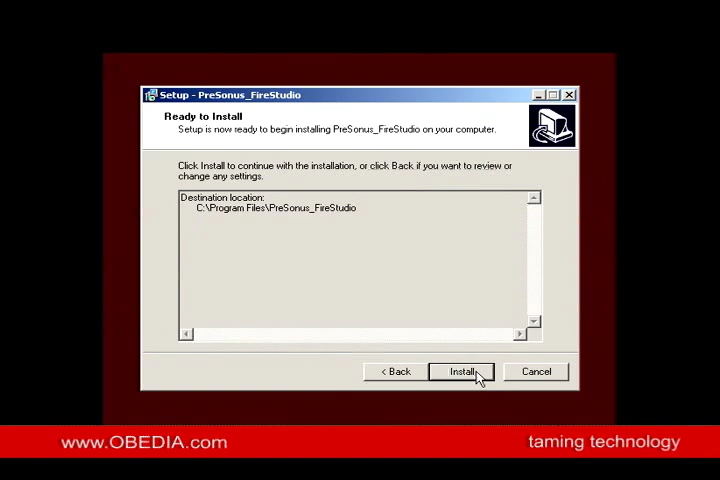 Setup - PreSonus_FireStudio
Ready to Install
Setup is now ready to begin installing PreSonus_FireStudio on your computer.
Click Install to continue with the installation, or click Back if you want to review or
change any settings.
Destination location:
C:\Program Files\PreSonus_FireStudio
< Back
Install
Cancel
www.OBEDIA.com
taming technology